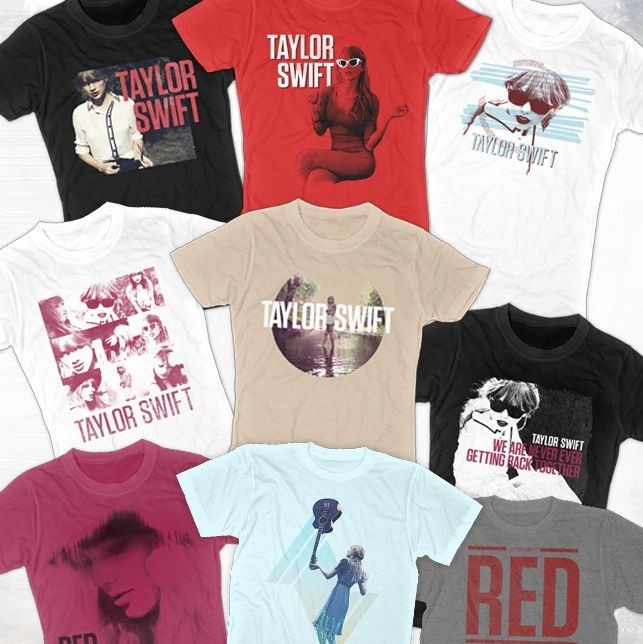 TAYLOR
SWIFT
TAYLOR
SWIFT
TAYLOR SWIFT
TAYLOR SWIFT
TAYLOR SWIFT
TAYLOR SWIFT
WE ARE NEVER EVER
GETTING BACK TOGETHER
RED
RED